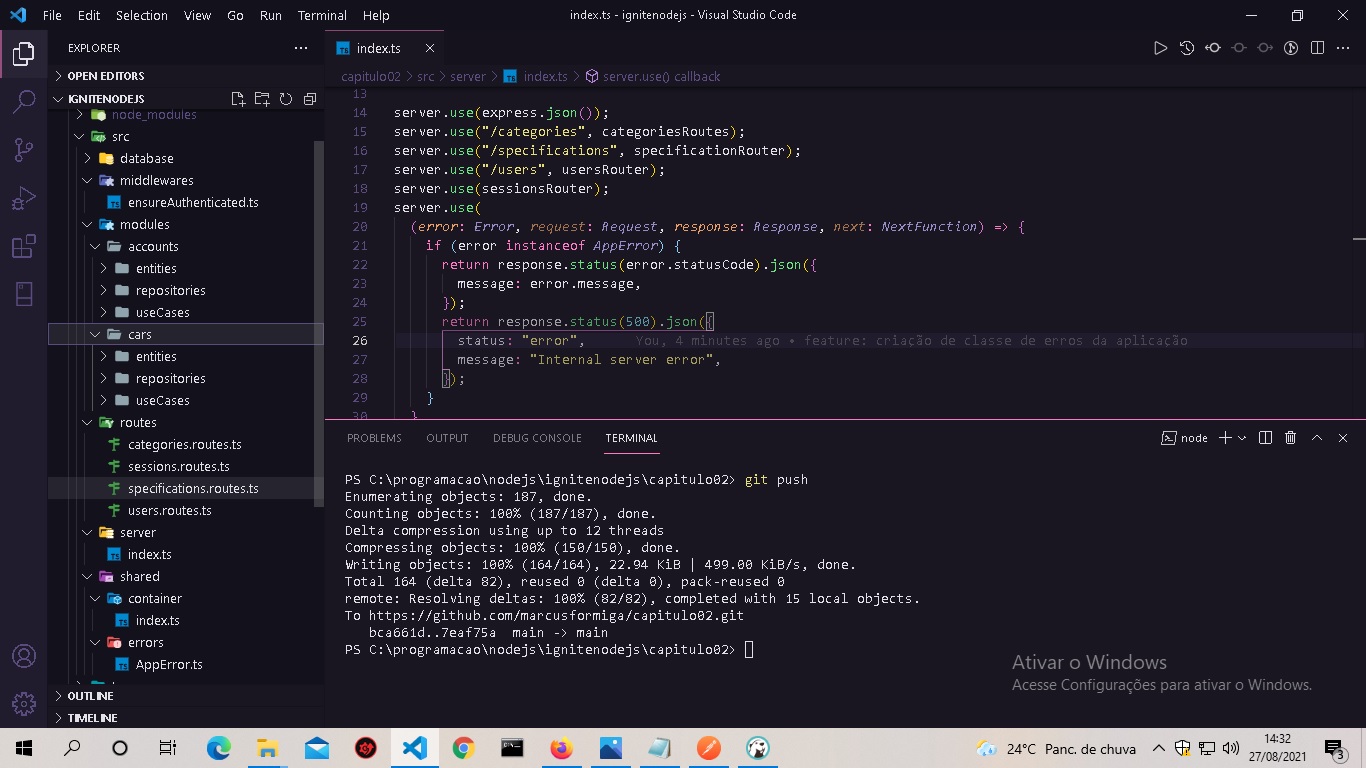 File Edit Selection View Go Run Terminal Help
index.ts - ignitenodejs - Visual Studio Code
EXPLORER
OPEN EDITORS
IGNITENODEJS
node_modules
src
database
middlewares
ensureAuthenticated.ts
modules
accounts
entities
repositories
useCases
cars
entities
repositories
useCases
routes
categories.routes.ts
sessions.routes.ts
specifications.routes.ts
users.routes.ts
server
index.ts
shared
container
index.ts
errors
AppError.ts
OUTLINE
TIMELINE
index.ts
capitulo02 > src > server > index.ts > server.use() callback
13
14 server.use(express.json());
15 server.use("/categories", categoriesRoutes);
16 server.use("/specifications", specificationRouter);
17 server.use("/users", usersRouter);
18 server.use(sessionsRouter);
19 server.use(
20 (error: Error, request: Request, response: Response, next: NextFunction) => {
21 if (error instanceof AppError) {
22 return response.status(error.statusCode).json({
23 message: error.message,
24 });
25 return response.status(500).json({
26 status: "error", You, 4 minutes ago • feature: criação de classe de erros da aplicação
27 message: "Internal server error",
28 });
29 }
30 }
PROBLEMS OUTPUT DEBUG CONSOLE TERMINAL
node
PS C:\programacao\nodejs\ignitenodejs\capitulo02> git push
Enumerating objects: 187, done.
Counting objects: 100% (187/187), done.
Delta compression using up to 12 threads
Compressing objects: 100% (150/150), done.
Writing objects: 100% (164/164), 22.94 KiB | 499.00 KiB/s, done.
Total 164 (delta 82), reused 0 (delta 0), pack-reused 0
remote: Resolving deltas: 100% (82/82), completed with 15 local objects.
To https://github.com/marcusformiga/capitulo02.git
bca661d..7eaf75a main -> main
PS C:\programacao\nodejs\ignitenodejs\capitulo02>
Ativar o Windows
Acesse Configurações para ativar o Windows.
24°C Panc. de chuva
14:32
27/08/2021
3